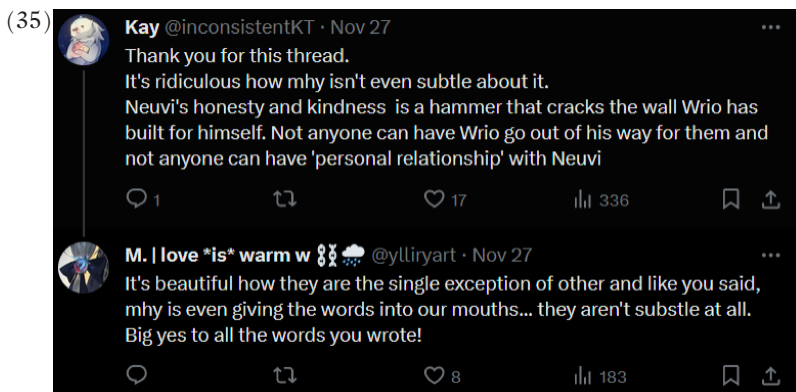 (35)
Kay @inconsistentKT · Nov 27
Thank you for this thread.
It's ridiculous how mhy isn't even subtle about it.
Neuvi's honesty and kindness is a hammer that cracks the wall Wrio has
built for himself. Not anyone can have Wrio go out of his way for them and
not anyone can have 'personal relationship' with Neuvi
1 17 336
M. | love *is* warm w ⛓️🌧️ @ylliryart · Nov 27
It's beautiful how they are the single exception of other and like you said,
mhy is even giving the words into our mouths... they aren't substle at all.
Big yes to all the words you wrote!
8 183